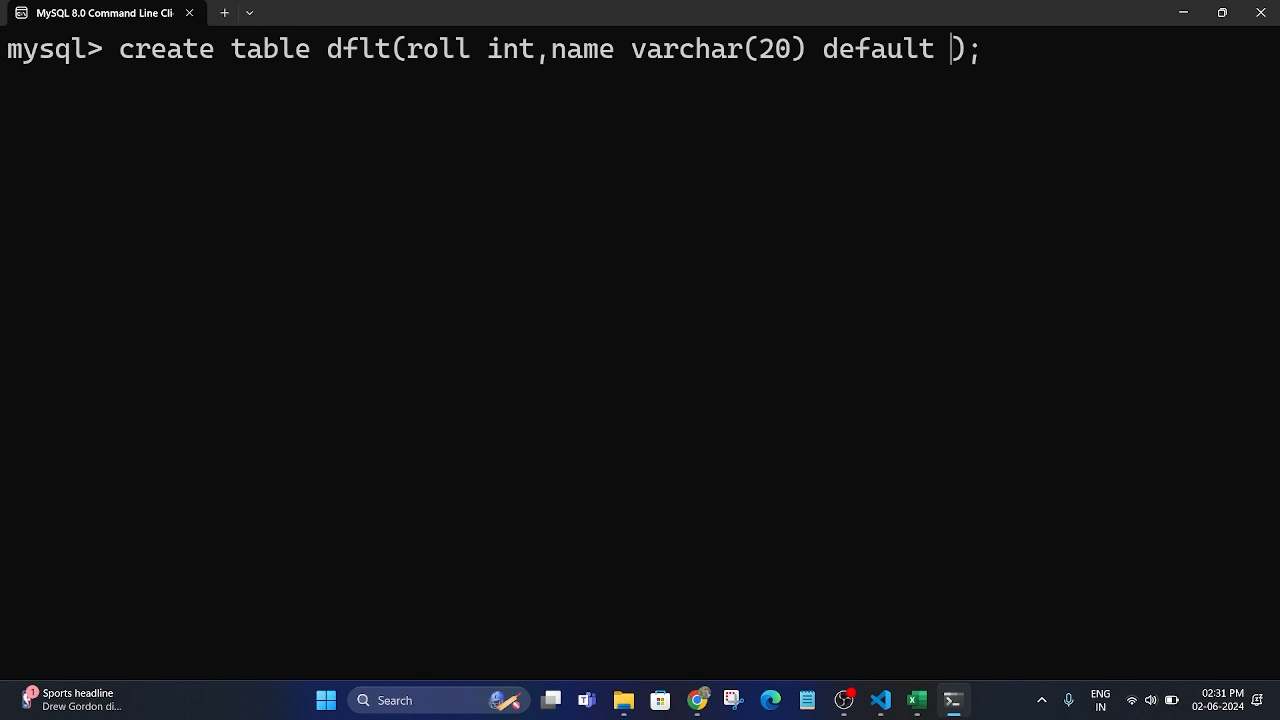 MySQL 8.0 Command Line Cli
mysql> create table dflt(roll int,name varchar(20) default );
1
Sports headline
Drew Gordon di...
Search
ENG
IN
02:31 PM
02-06-2024